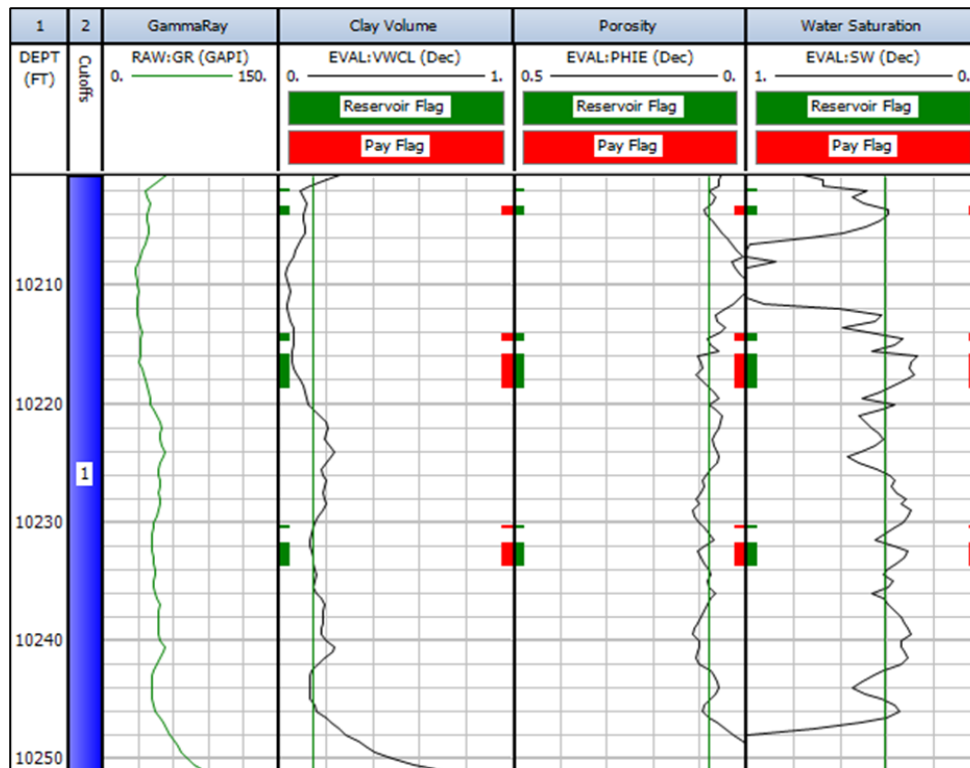 1 2 GammaRay Clay Volume Porosity Water Saturation
DEPT (FT) Cutoffs RAW:GR (GAPI) EVAL:VWCL (Dec) EVAL:PHIE (Dec) EVAL:SW (Dec)
0. 150. 0. 1. 0.5 0. 1. 0.
Reservoir Flag Reservoir Flag Reservoir Flag
Pay Flag Pay Flag Pay Flag
10210
10220
1
10230
10240
10250